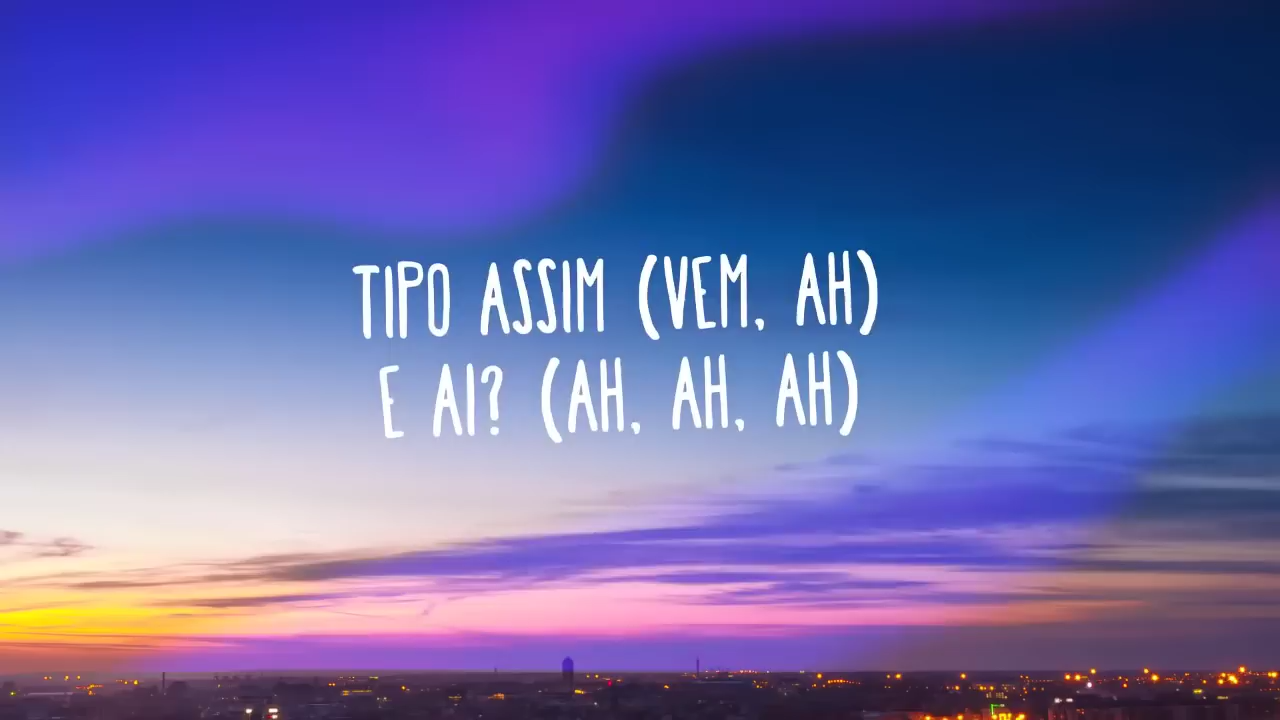 TIPO ASSIM (VEM, AH)
E AI? (AH, AH, AH)